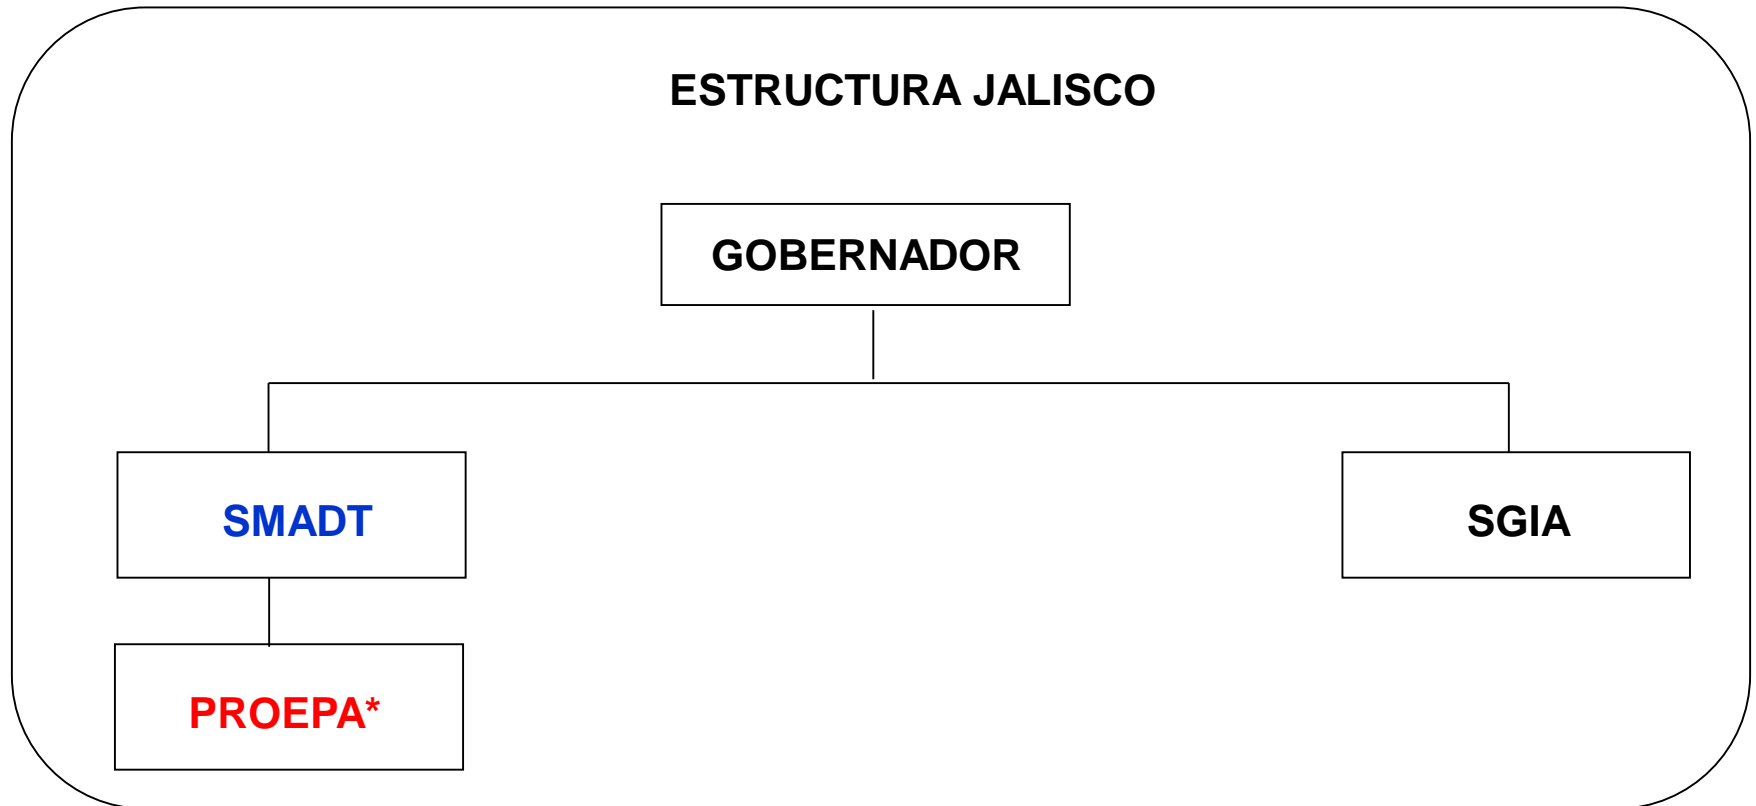 ESTRUCTURA JALISCO
GOBERNADOR
SMADT
SGIA
PROEPA*